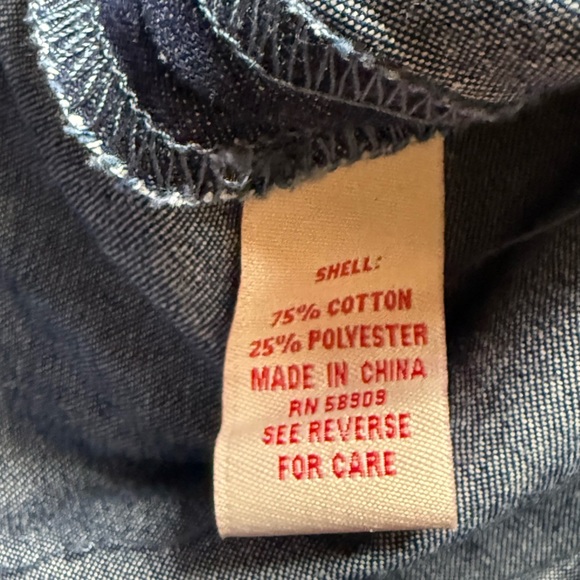 SHELL:
75% COTTON
25% POLYESTER
MADE IN CHINA
RN 58909
SEE REVERSE
FOR CARE